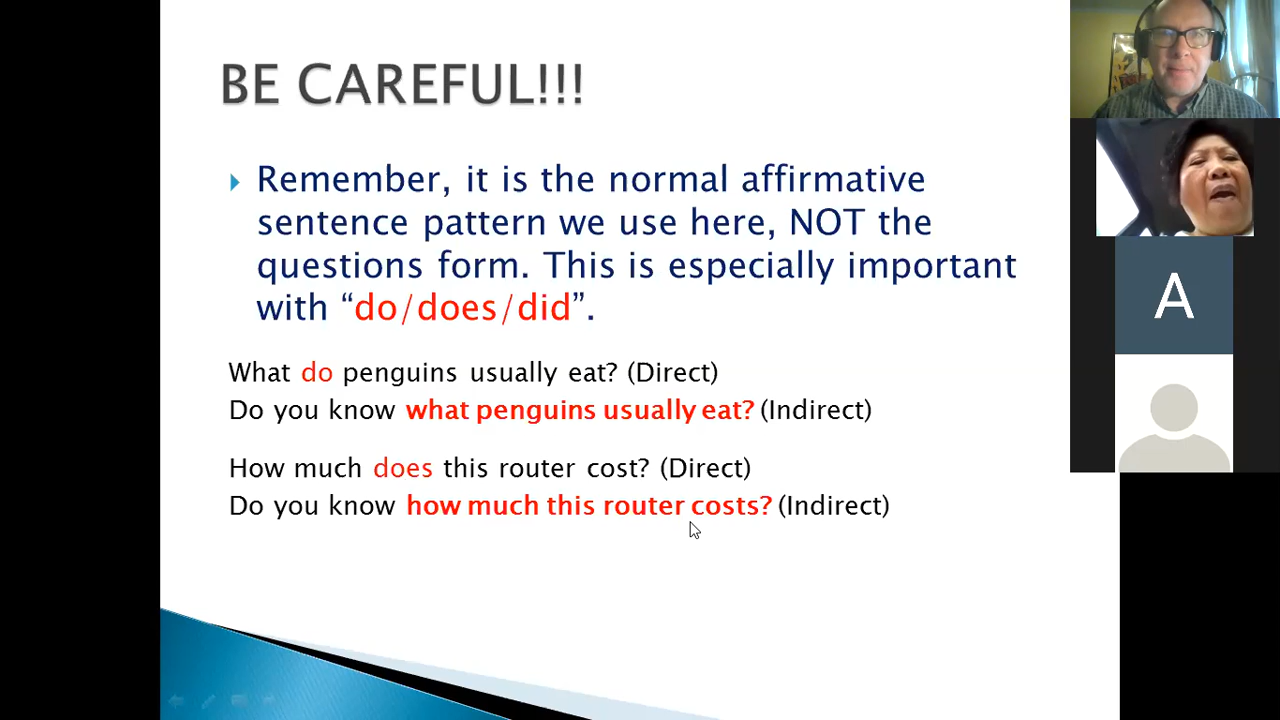 BE CAREFUL!!!
Remember, it is the normal affirmative
sentence pattern we use here, NOT the
questions form. This is especially important
with “do/does/did”.
What do penguins usually eat? (Direct)
Do you know what penguins usually eat? (Indirect)
How much does this router cost? (Direct)
Do you know how much this router costs? (Indirect)
A